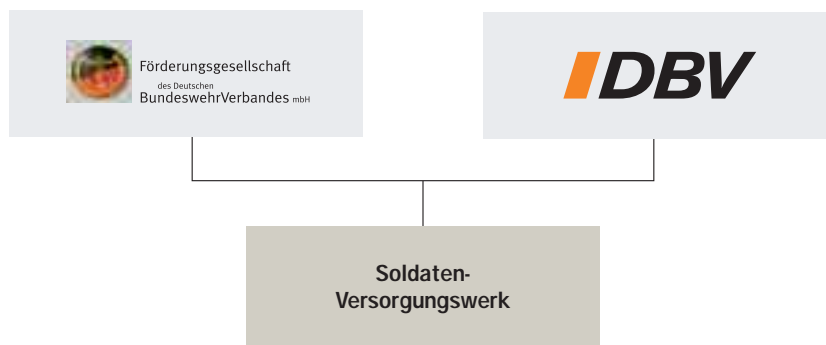 Förderungsgesellschaft
des Deutschen
BundeswehrVerbandes mbH
DBV
Soldaten-
Versorgungswerk